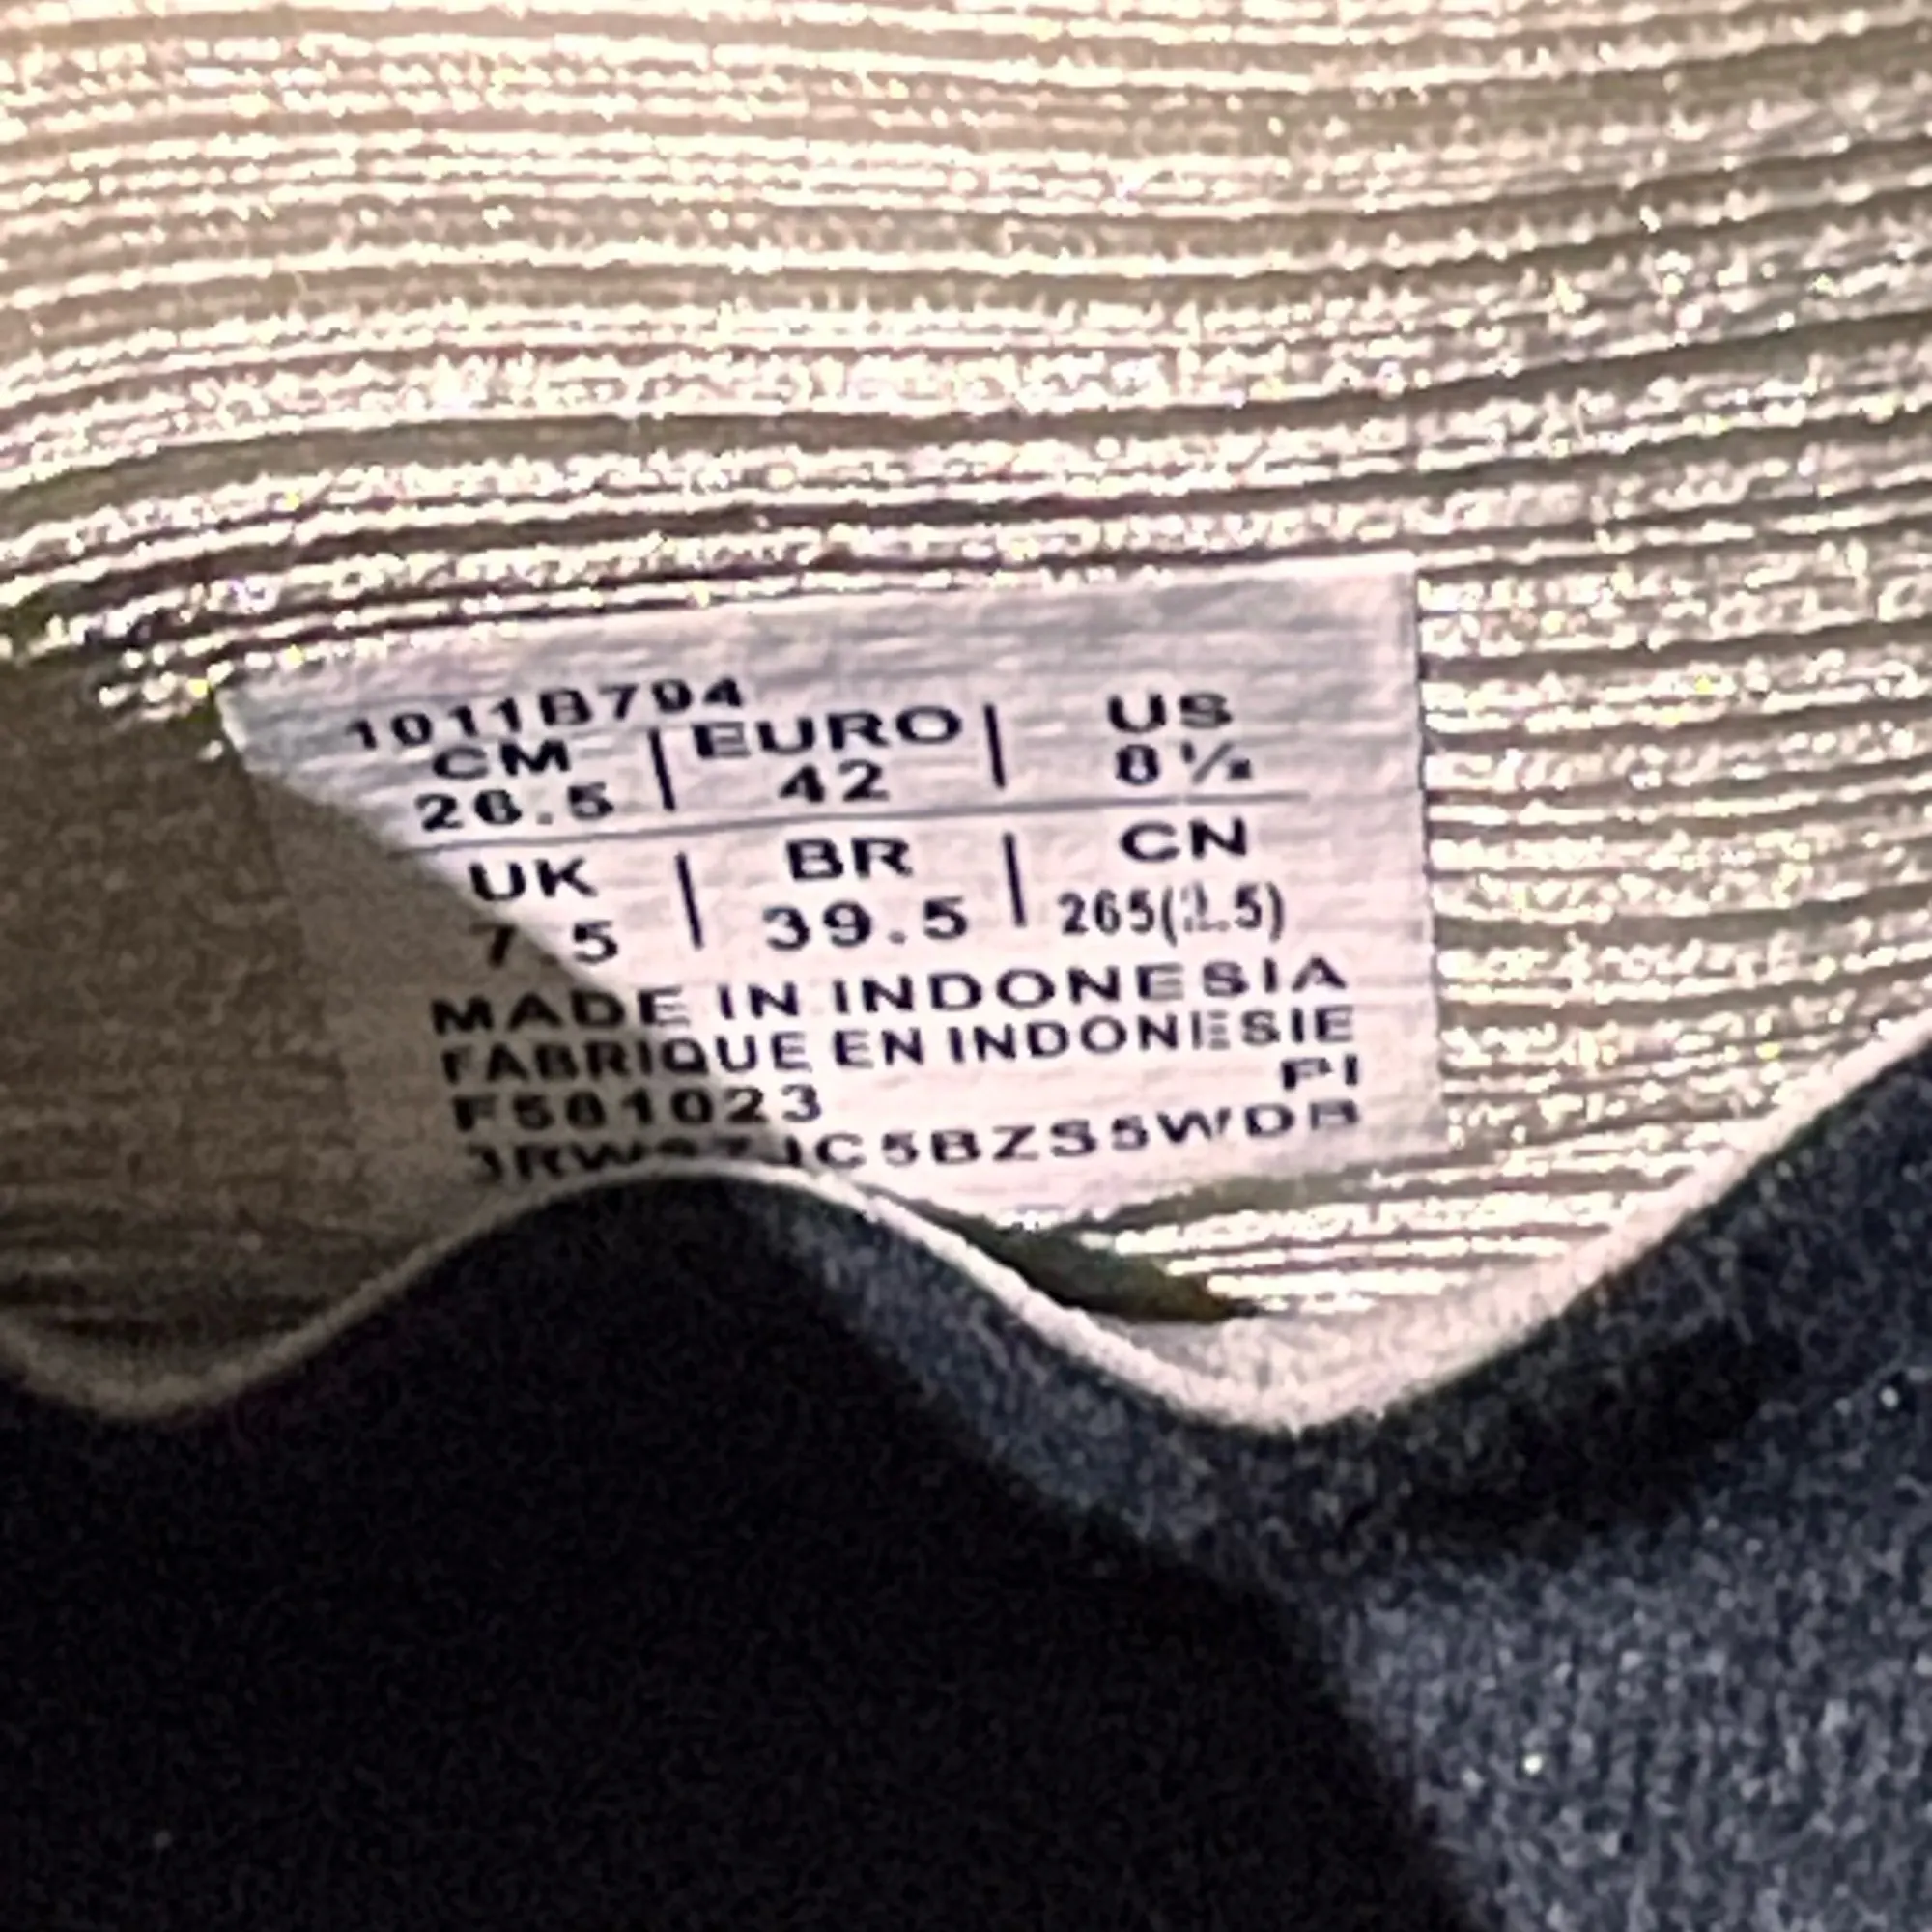 1011B794
CM | EURO | US
26.5 | 42 | 8½
UK | BR | CN
7.5 | 39.5 | 265(2.5)
MADE IN INDONESIA
FABRIQUE EN INDONESIE
PI